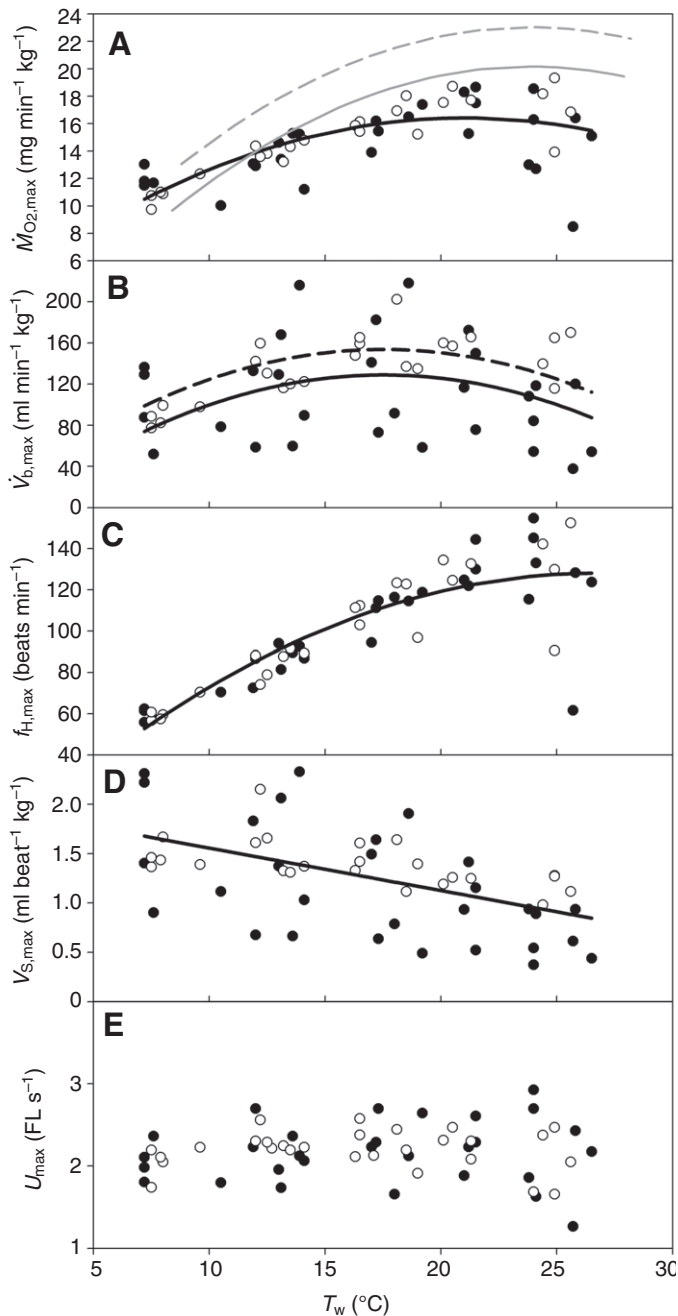 A
24
22
20
18
16
14
12
10
8
6
ṀO2,max (mg min−1 kg−1)
B
200
160
120
80
40
0
V̇b,max (ml min−1 kg−1)
C
140
120
100
80
60
40
fH,max (beats min−1)
D
2.0
1.5
1.0
0.5
0
VS,max (ml beat−1 kg−1)
E
3
2
1
Umax (FL s−1)
5 10 15 20 25 30
Tw (°C)